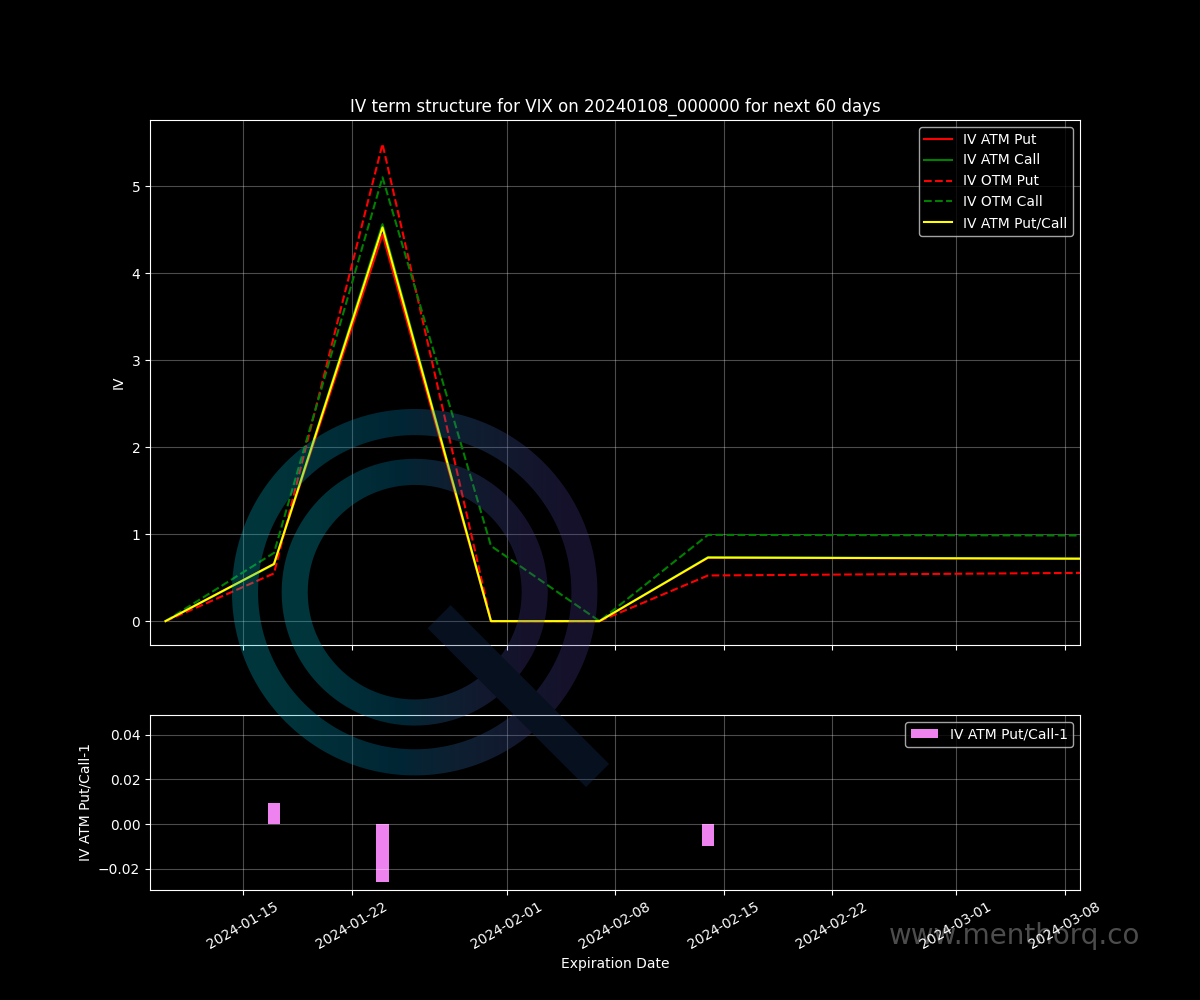 IV term structure for VIX on 20240108_000000 for next 60 days
IV ATM Put
IV ATM Call
IV OTM Put
IV OTM Call
IV ATM Put/Call
5
4
3
2
1
0
IV
IV ATM Put/Call-1
0.04
0.02
0.00
−0.02
IV ATM Put/Call-1
2024-01-15
2024-01-22
2024-02-01
2024-02-08
2024-02-15
2024-02-22
2024-03-01
2024-03-08
www.menthorq.co
Expiration Date